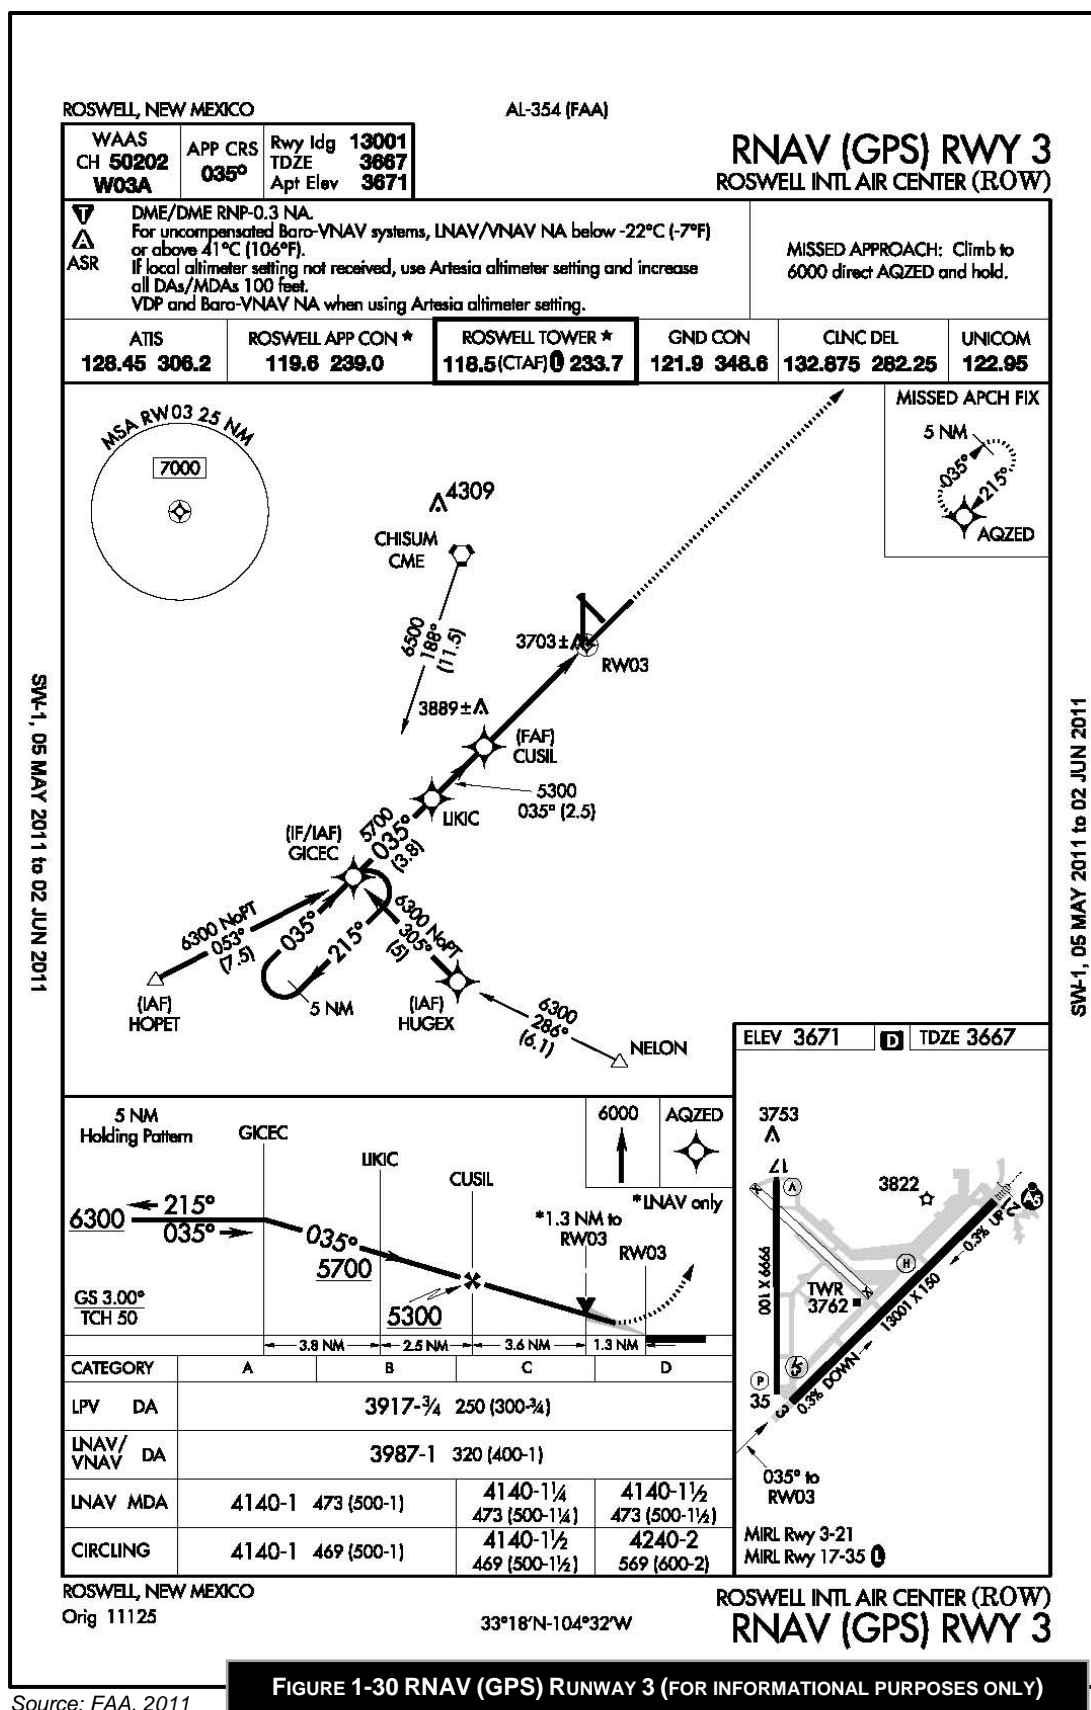 ROSWELL, NEW MEXICO
AL-354 (FAA)
WAAS
CH 50202
W03A
APP CRS
035°
Rwy ldg 13001
TDZE 3667
Apt Elev 3671
RNAV (GPS) RWY 3
ROSWELL INTL AIR CENTER (ROW)
T
A
ASR
DME/DME RNP-0.3 NA.
For uncompensated Baro-VNAV systems, LNAV/VNAV NA below -22°C (-7°F)
or above 41°C (106°F).
If local altimeter setting not received, use Artesia altimeter setting and increase
all DAs/MDAs 100 feet.
VDP and Baro-VNAV NA when using Artesia altimeter setting.
MISSED APPROACH: Climb to
6000 direct AQZED and hold.
ATIS
128.45 306.2
ROSWELL APP CON ★
119.6 239.0
ROSWELL TOWER ★
118.5 (CTAF) L 233.7
GND CON
121.9 348.6
CLNC DEL
132.875 282.25
UNICOM
122.95
MSA RW03 25 NM
7000
MISSED APCH FIX
5 NM
035°
215°
AQZED
4309
CHISUM
CME
6500
188°
(11.5)
3703±
RW03
3889±
(FAF)
CUSIL
5300
035° (2.5)
LIKIC
5700
035°
(3.8)
(IF/IAF)
GICEC
6300 NoPT
053°
(7.5)
035°
215°
6300 NoPT
305°
(5)
(IAF)
HOPET
5 NM
(IAF)
HUGEX
6300
286°
(6.1)
NELON
SW-1, 05 MAY 2011 to 02 JUN 2011
SW-1, 05 MAY 2011 to 02 JUN 2011
ELEV 3671
D
TDZE 3667
3753
17
V
3822
21
A5
0.3% UP
H
9999 X 100
TWR
3762
13001 X 150
P
35
3
0.3% DOWN
035° to
RW03
MIRL Rwy 3-21
MIRL Rwy 17-35 L
5 NM
Holding Pattern
GICEC
LIKIC
CUSIL
6000
AQZED
*LNAV only
6300
215°
035°
035°
5700
5300
*1.3 NM to
RW03
RW03
GS 3.00°
TCH 50
3.8 NM
2.5 NM
3.6 NM
1.3 NM
CATEGORY A B C D
LPV DA 3917-¾ 250 (300-¾)
LNAV/
VNAV DA 3987-1 320 (400-1)
LNAV MDA 4140-1 473 (500-1)
4140-1¼
473 (500-1¼)
4140-1½
473 (500-1½)
CIRCLING 4140-1 469 (500-1)
4140-1½
469 (500-1½)
4240-2
569 (600-2)
ROSWELL, NEW MEXICO
Orig 11125
33°18'N-104°32'W
ROSWELL INTL AIR CENTER (ROW)
RNAV (GPS) RWY 3
FIGURE 1-30 RNAV (GPS) RUNWAY 3 (FOR INFORMATIONAL PURPOSES ONLY)
Source: FAA, 2011